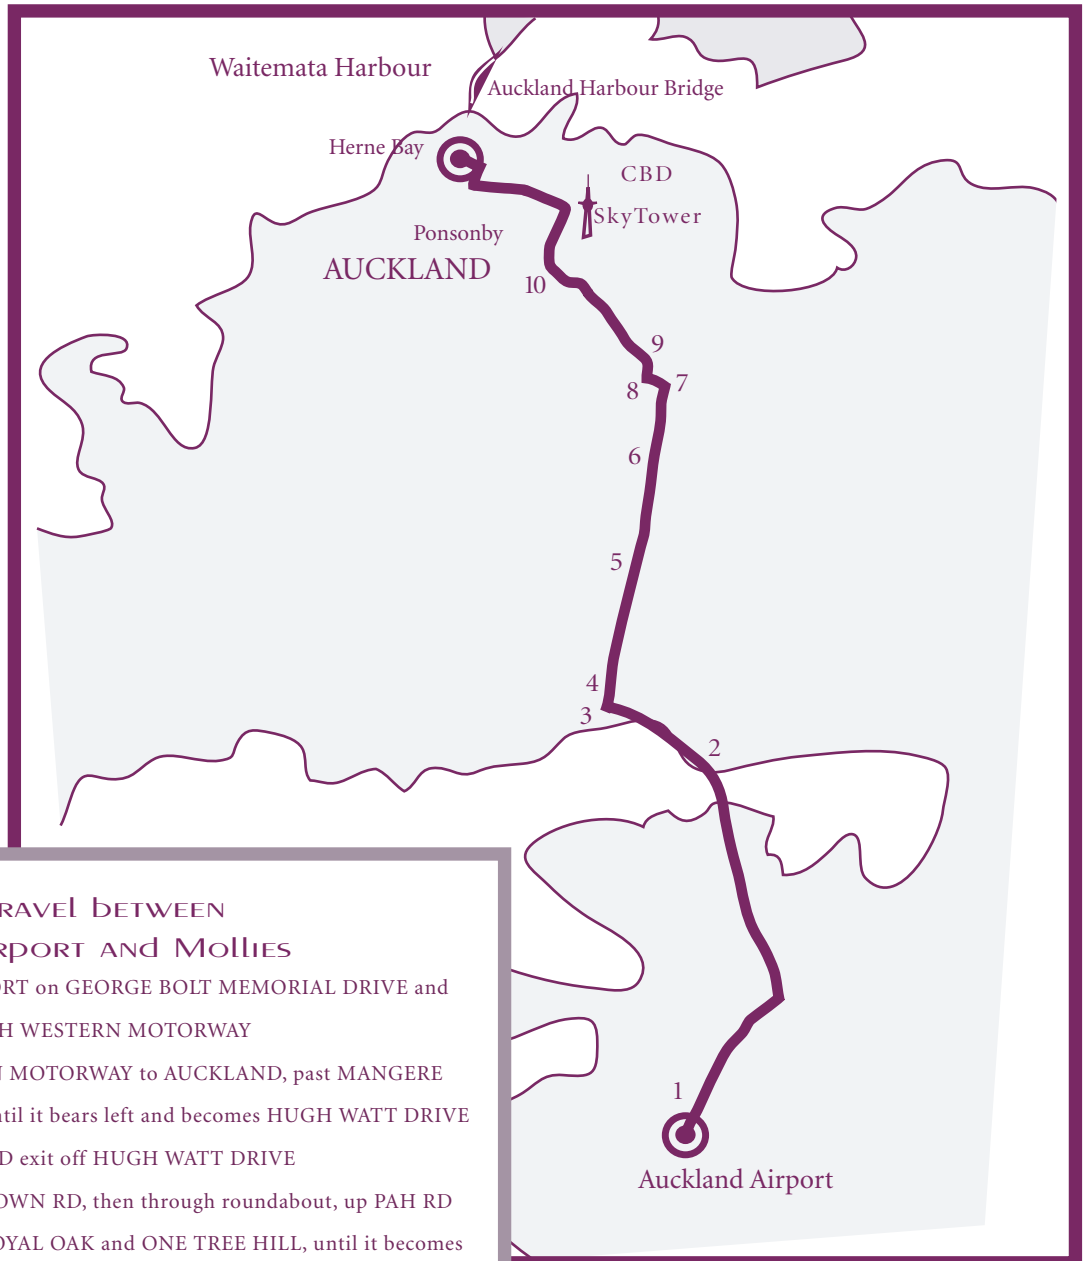 Waitemata Harbour
Auckland Harbour Bridge
Herne Bay
CBD
SkyTower
Ponsonby
AUCKLAND
10
9
7
8
6
5
4
3
2
1
Auckland Airport
RAVEL BETWEEN
RPORT AND MOLLIES
ORT on GEORGE BOLT MEMORIAL DRIVE and
H WESTERN MOTORWAY
N MOTORWAY to AUCKLAND, past MANGERE
ntil it bears left and becomes HUGH WATT DRIVE
D exit off HUGH WATT DRIVE
OWN RD, then through roundabout, up PAH RD
OYAL OAK and ONE TREE HILL, until it becomes